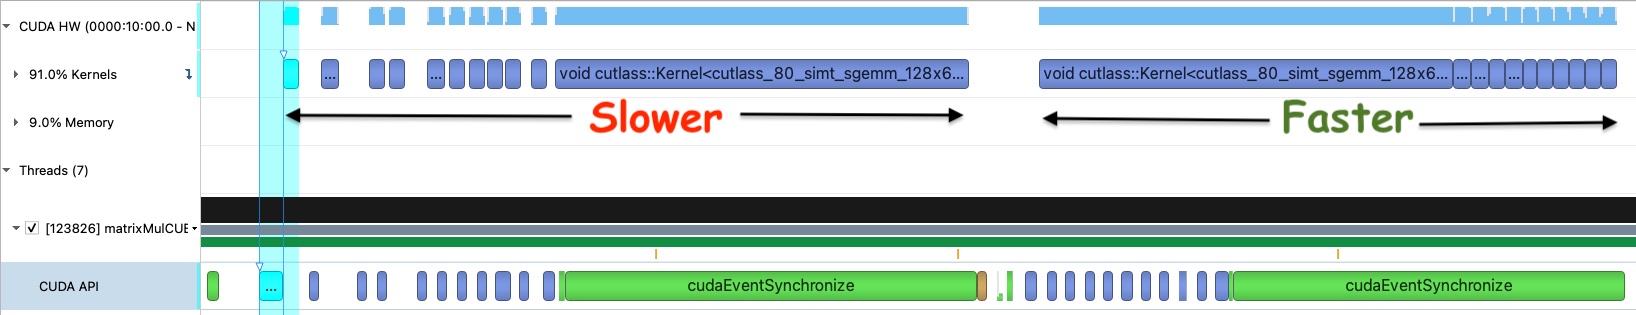 CUDA HW (0000:10:00.0 - N
91.0% Kernels
... ... void cutlass::Kernel<cutlass_80_simt_sgemm_128x6... void cutlass::Kernel<cutlass_80_simt_sgemm_128x6... ... ... ...
Slower Faster
9.0% Memory
Threads (7)
[123826] matrixMulCUE
CUDA API
... cudaEventSynchronize cudaEventSynchronize